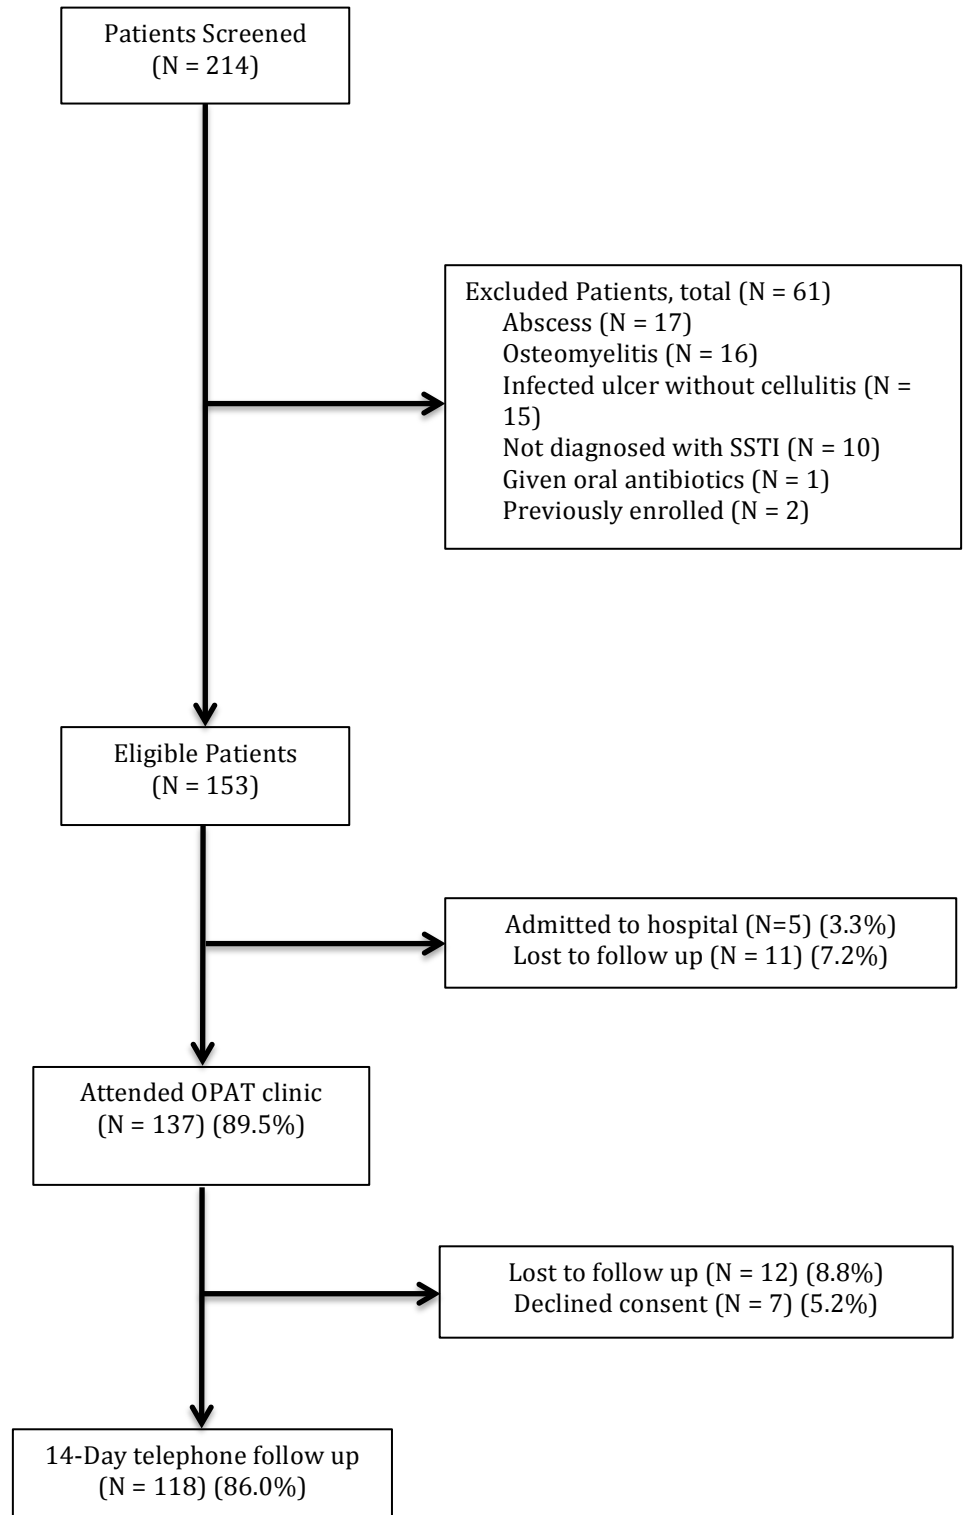 Patients Screened
(N = 214)
Excluded Patients, total (N = 61)
Abscess (N = 17)
Osteomyelitis (N = 16)
Infected ulcer without cellulitis (N =
15)
Not diagnosed with SSTI (N = 10)
Given oral antibiotics (N = 1)
Previously enrolled (N = 2)
Eligible Patients
(N = 153)
Admitted to hospital (N=5) (3.3%)
Lost to follow up (N = 11) (7.2%)
Attended OPAT clinic
(N = 137) (89.5%)
Lost to follow up (N = 12) (8.8%)
Declined consent (N = 7) (5.2%)
14-Day telephone follow up
(N = 118) (86.0%)